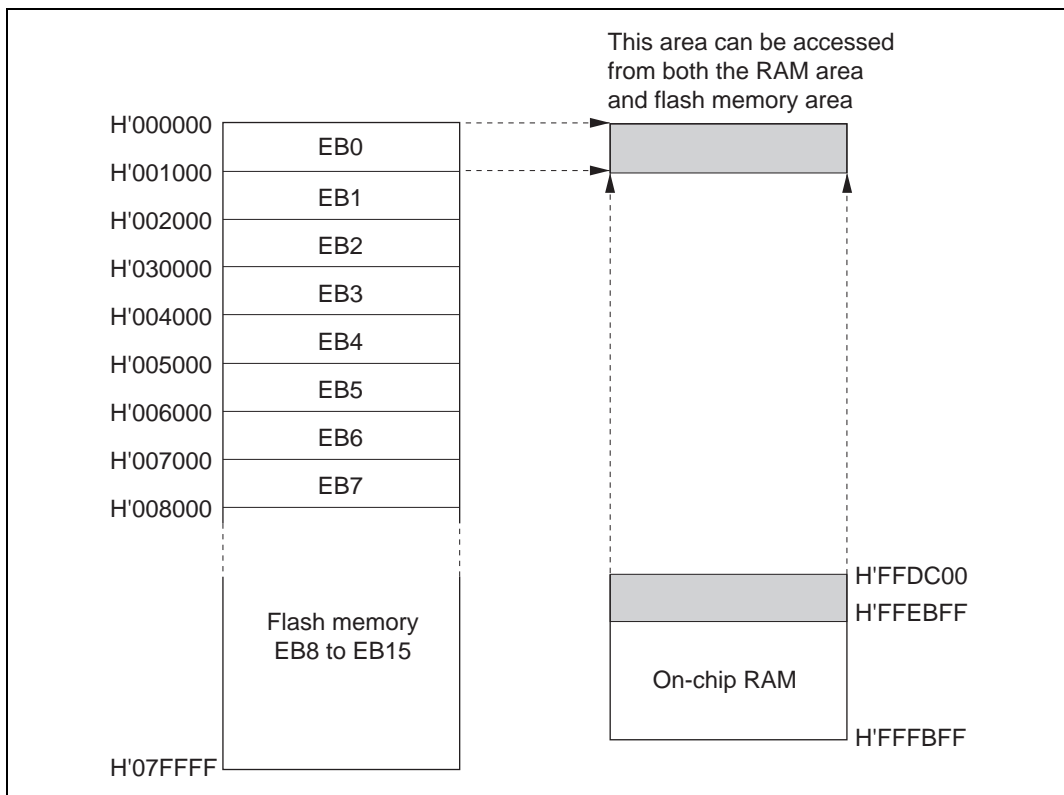 This area can be accessed
from both the RAM area
and flash memory area
H'000000
EB0
H'001000
EB1
H'002000
EB2
H'030000
EB3
H'004000
EB4
H'005000
EB5
H'006000
EB6
H'007000
EB7
H'008000
Flash memory
EB8 to EB15
H'07FFFF
H'FFDC00
H'FFEBFF
On-chip RAM
H'FFFBFF